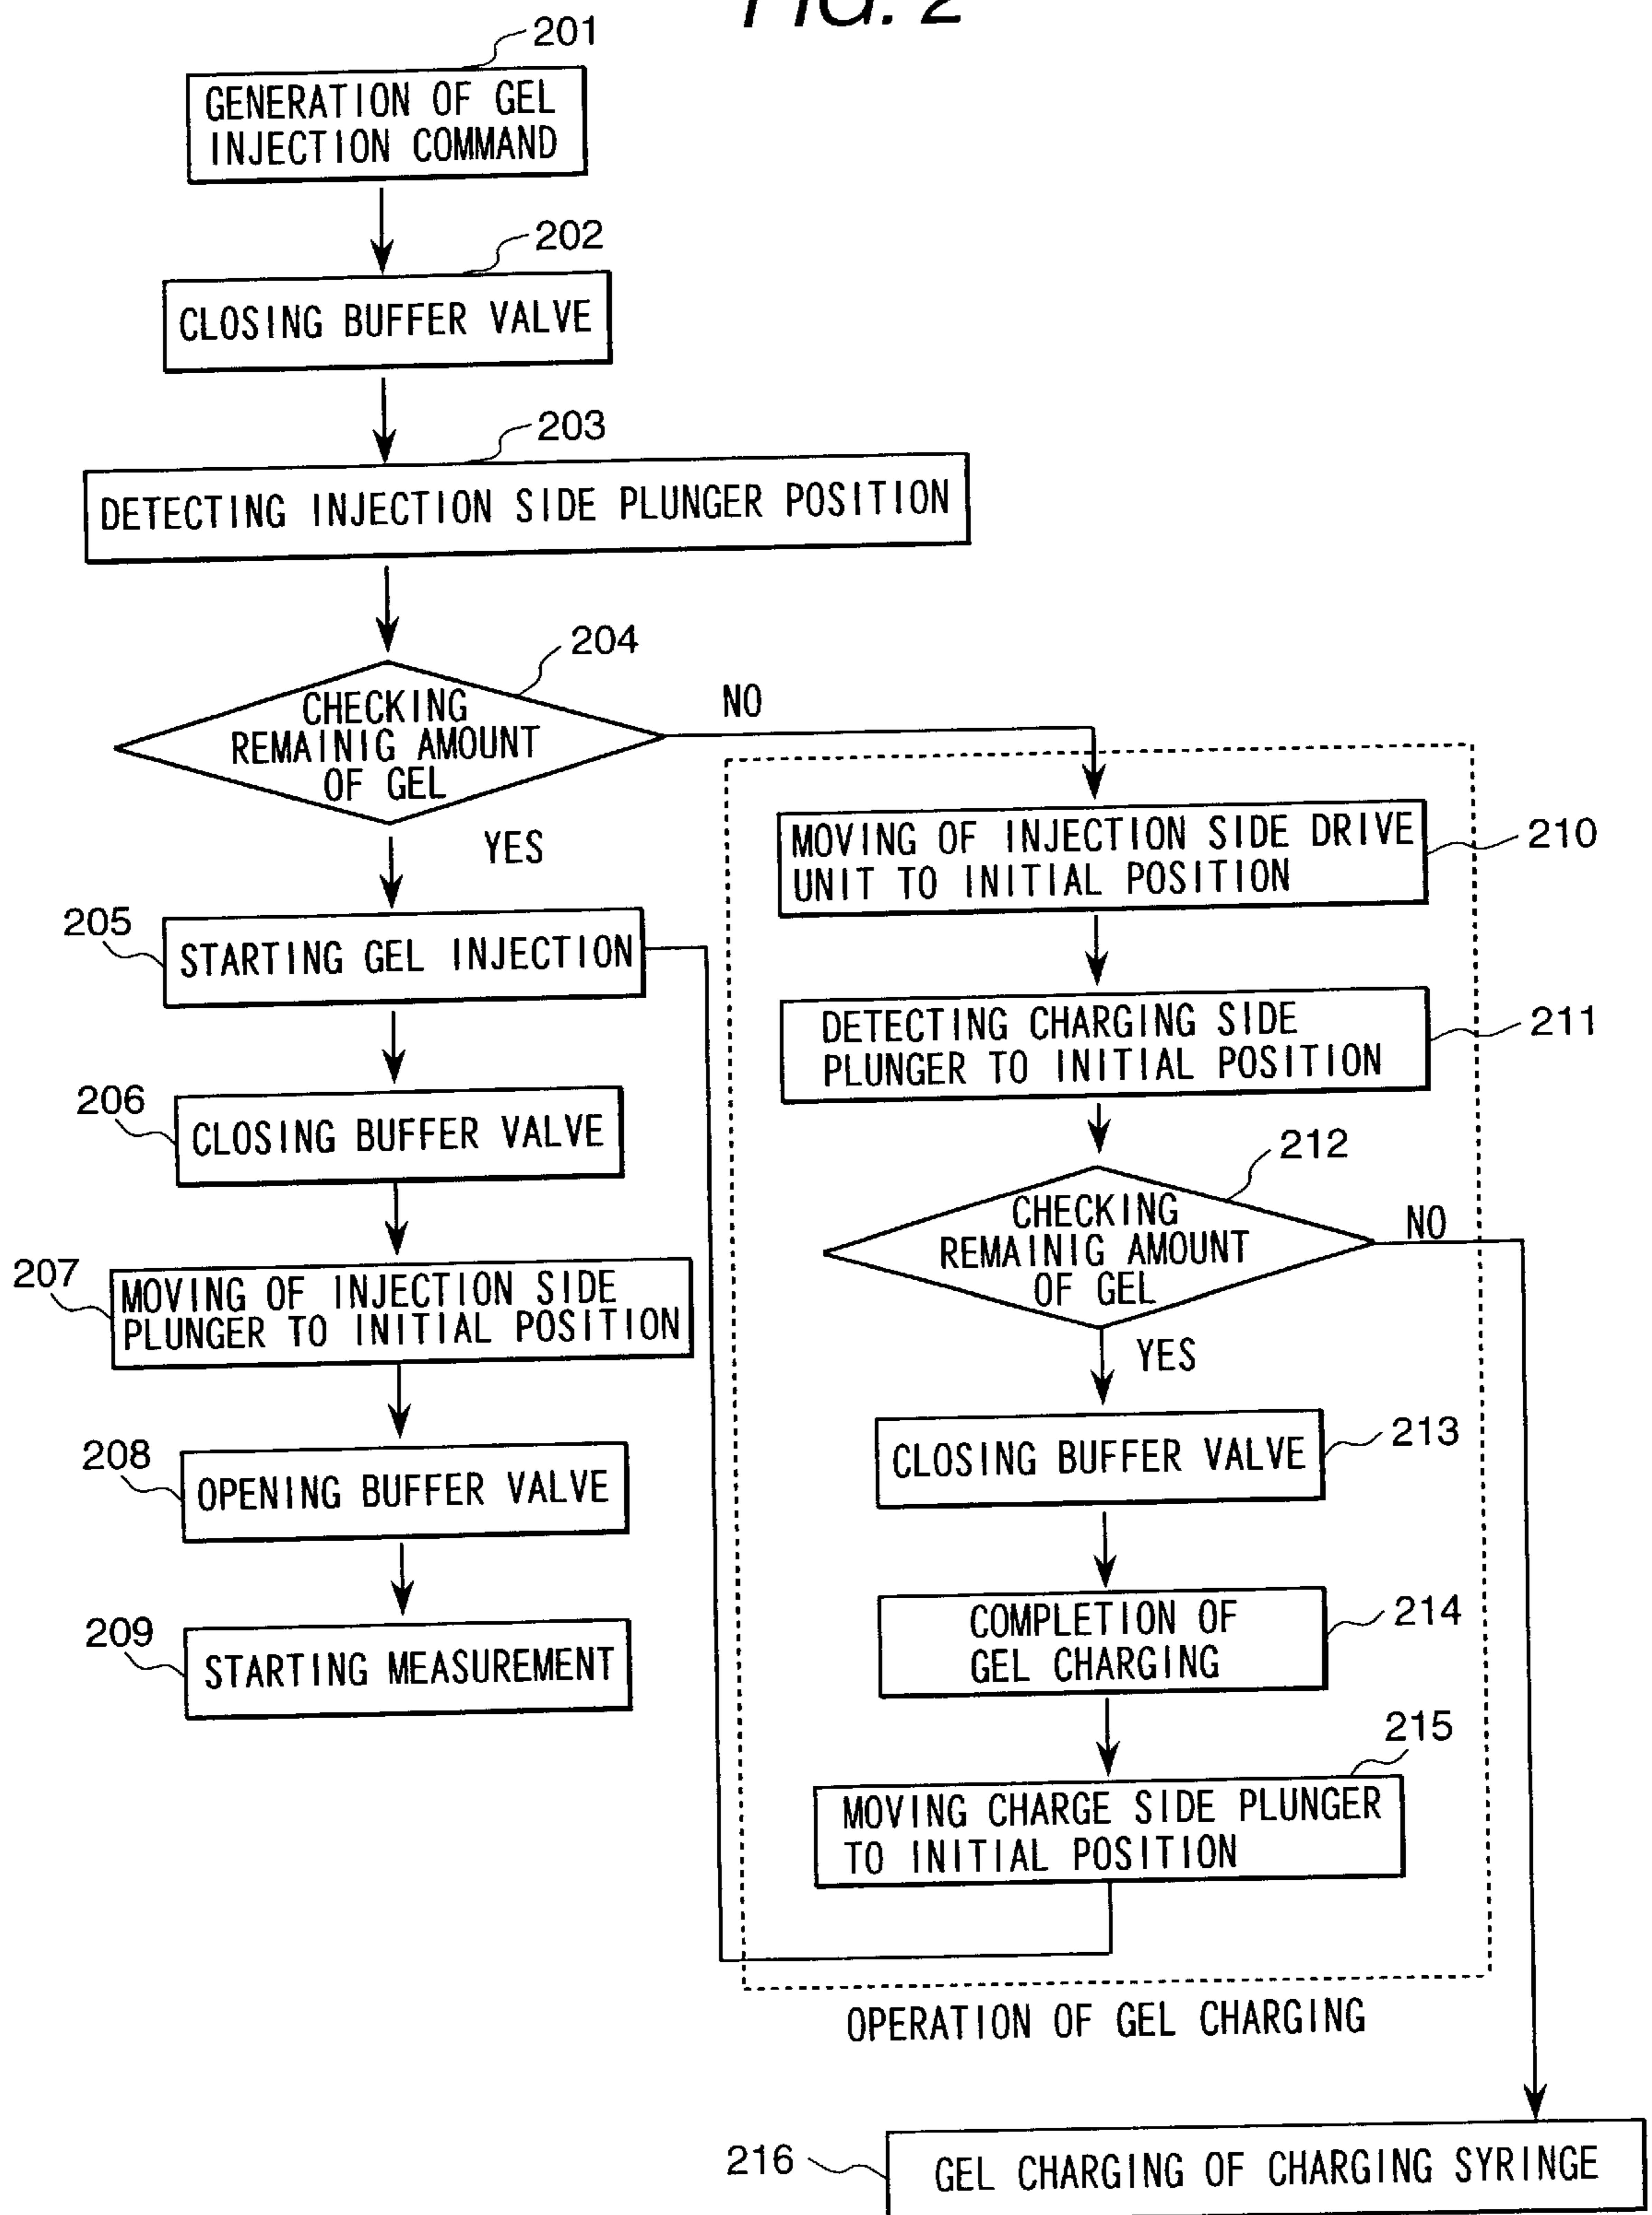 FIG. 2
201
GENERATION OF GEL
INJECTION COMMAND
202
CLOSING BUFFER VALVE
203
DETECTING INJECTION SIDE PLUNGER POSITION
204
CHECKING
REMAINIG AMOUNT
OF GEL
NO
YES
205
STARTING GEL INJECTION
206
CLOSING BUFFER VALVE
207
MOVING OF INJECTION SIDE
PLUNGER TO INITIAL POSITION
208
OPENING BUFFER VALVE
209
STARTING MEASUREMENT
MOVING OF INJECTION SIDE DRIVE
UNIT TO INITIAL POSITION
210
DETECTING CHARGING SIDE
PLUNGER TO INITIAL POSITION
211
212
CHECKING
REMAINIG AMOUNT
OF GEL
NO
YES
CLOSING BUFFER VALVE
213
COMPLETION OF
GEL CHARGING
214
215
MOVING CHARGE SIDE PLUNGER
TO INITIAL POSITION
OPERATION OF GEL CHARGING
216
GEL CHARGING OF CHARGING SYRINGE